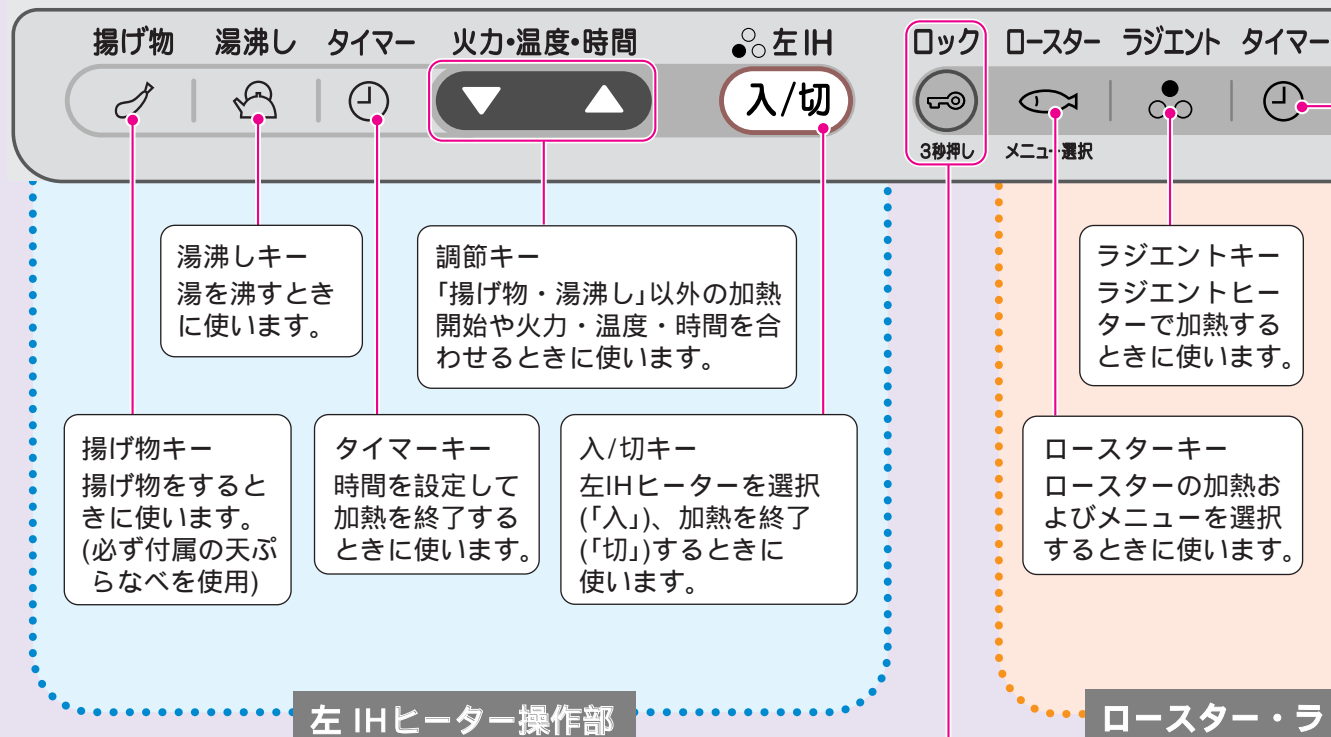 揚げ物 湯沸し タイマー 火力・温度・時間 左IH ロック ロースター ラジエント タイマー
入/切
3秒押し メニュー選択
湯沸しキー
湯を沸すとき
に使います。
調節キー
「揚げ物・湯沸し」以外の加熱
開始や火力・温度・時間を合
わせるときに使います。
ラジエントキー
ラジエントヒー
ターで加熱する
ときに使います。
揚げ物キー
揚げ物をすると
きに使います。
(必ず付属の天ぷ
らなべを使用)
タイマーキー
時間を設定して
加熱を終了する
ときに使います。
入/切キー
左IHヒーターを選択
(「入」)、加熱を終了
(「切」)するときに
使います。
ロースターキー
ロースターの加熱お
よびメニューを選択
するときに使います。
左 IHヒーター操作部
ロースター・ラ